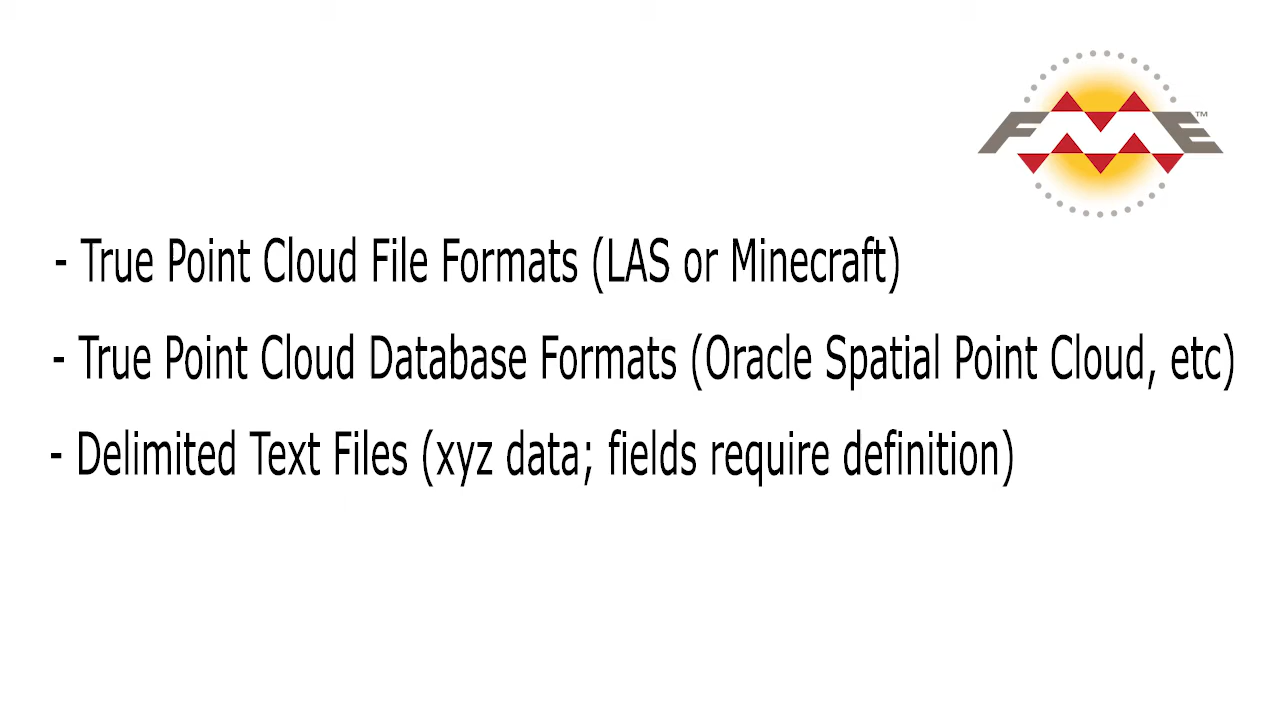 FME™
- True Point Cloud File Formats (LAS or Minecraft)
- True Point Cloud Database Formats (Oracle Spatial Point Cloud, etc)
- Delimited Text Files (xyz data; fields require definition)